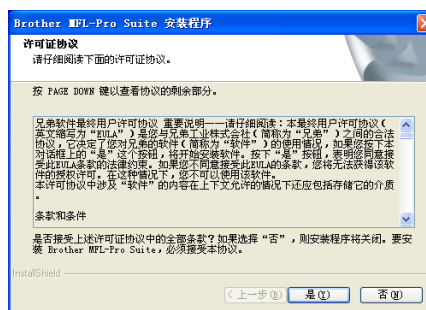 Brother MFL-Pro Suite 安装程序
许可证协议
请仔细阅读下面的许可证协议。
按 PAGE DOWN 键以查看协议的剩余部分。
兄弟软件最终用户许可协议 重要说明——请仔细阅读：本最终用户许可协议（
英文缩写为“EULA”）是您与兄弟工业株式会社（简称为“兄弟”）之间的合法
协议，它决定了您对兄弟的软件（简称为“软件”）的使用情况，如果您按下本
对话框上的“是”这个按钮，将开始安装软件。按下“是”按钮，表明您同意接
受此EULA条款的法律约束。如果您不同意接受此EULA的条款，您将无法获得该软
件的授权许可。在这种情况下，您不可以使用该软件。
本许可协议中涉及“软件”的内容在上下文允许的情况下还应包括存储它的介质
。
条款和条件
是否接受上述许可证协议中的全部条款？如果选择“否”，则安装程序将关闭。要安
装 Brother MFL-Pro Suite，必须接受本协议。
InstallShield
< 上一步(B) 是(Y) 否(N)